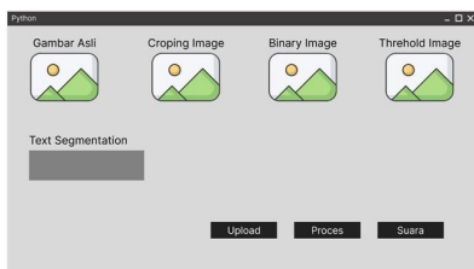 Python
Gambar Asli Croping Image Binary Image Threhold Image
Text Segmentation
Upload Proces Suara